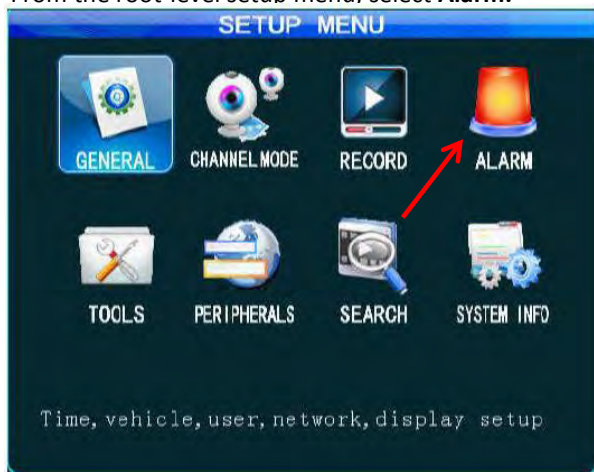 From the root-level setup menu, select Alarm.
SETUP MENU
GENERAL CHANNEL MODE RECORD ALARM
TOOLS PERIPHERALS SEARCH SYSTEM INFO
Time, vehicle, user, network, display setup